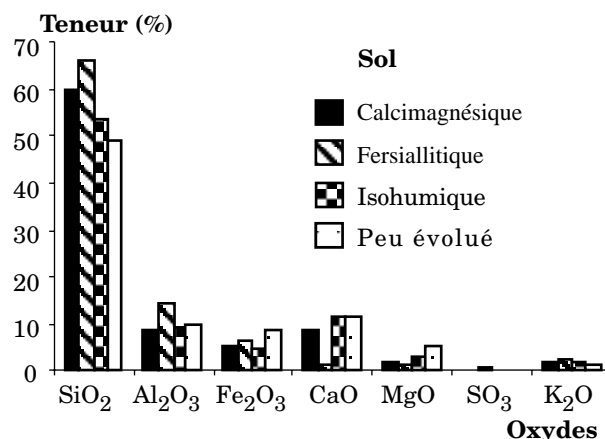 Teneur (%)
70
60
50
40
30
20
10
0
Sol
Calcimagnésique
Fersiallitique
Isohumique
Peu évolué
SiO₂ Al₂O₃ Fe₂O₃ CaO MgO SO₃ K₂O
Oxydes